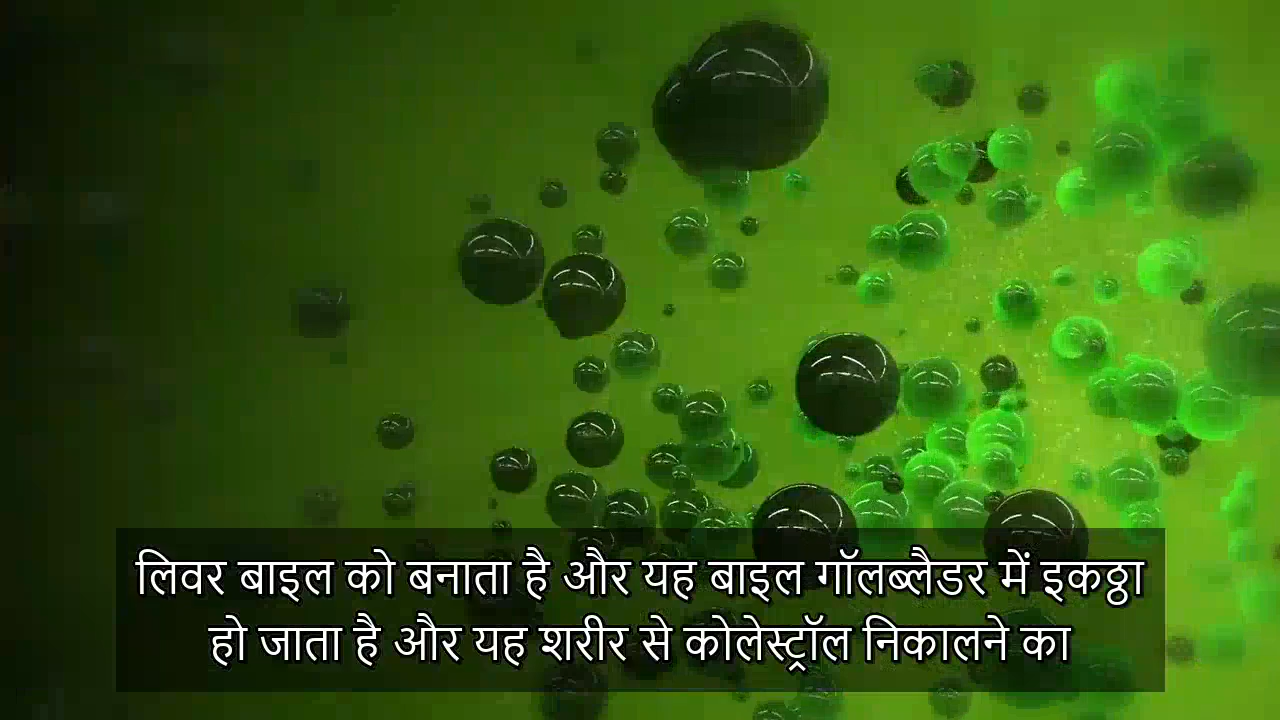 लिवर बाइल को बनाता है और यह बाइल गॉलब्लैडर में इकठ्ठा
हो जाता है और यह शरीर से कोलेस्ट्रॉल निकालने का